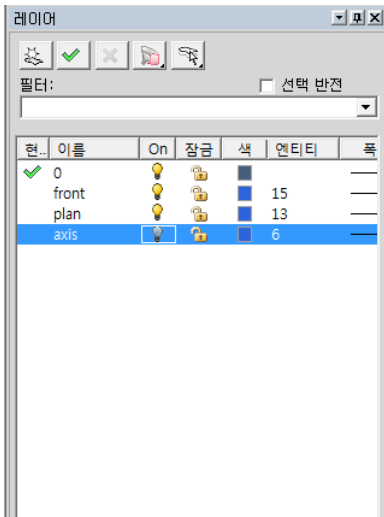 레이어
필터:
선택 반전
현.. 이름 On 잠금 색 엔티티 폭
0
front 15
plan 13
axis 6